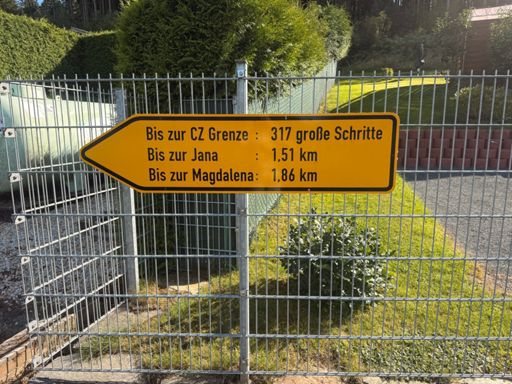 Bis zur CZ Grenze : 317 große Schritte
Bis zur Jana : 1,51 km
Bis zur Magdalena: 1,86 km